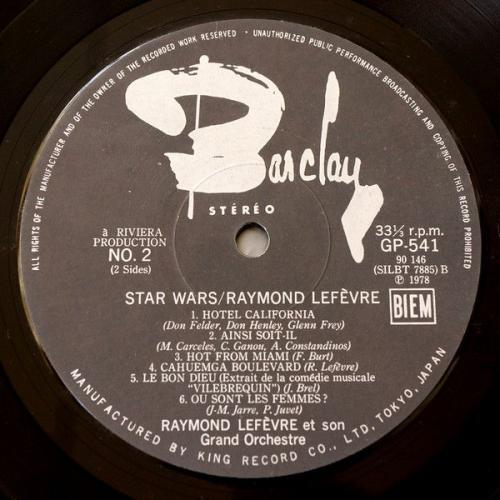 ALL RIGHTS OF THE MANUFACTURER AND OF THE OWNER OF THE RECORDED WORK RESERVED • UNAUTHORIZED PUBLIC PERFORMANCE BROADCASTING AND COPYING OF THIS RECORD PROHIBITED
Barclay
STÉRÉO
à RIVIERA
PRODUCTION
NO. 2
(2 Sides)
33⅓ r.p.m.
GP-541
90 146
(SILBT 7885) B
℗ 1978
STAR WARS/RAYMOND LEFÈVRE
BIEM
1. HOTEL CALIFORNIA
(Don Felder, Don Henley, Glenn Frey)
2. AINSI SOIT-IL
(M. Carceles, C. Ganou, A. Constandinos)
3. HOT FROM MIAMI (F. Burt)
4. CAHUEMGA BOULEVARD (R. Lefèvre)
5. LE BON DIEU (Extrait de la comédie musicale
"VILEBREQUIN") (J. Brel)
6. OU SONT LES FEMMES?
(J-M. Jarre, P. Juvet)
RAYMOND LEFÈVRE et son
Grand Orchestre
MANUFACTURED BY KING RECORD CO., LTD, TOKYO, JAPAN